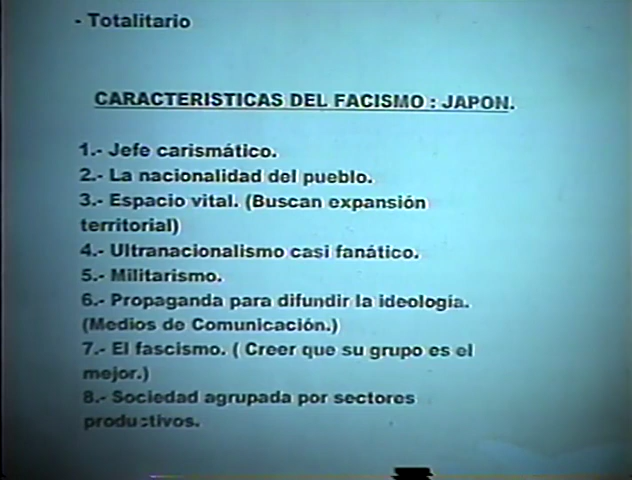 - Totalitario
CARACTERISTICAS DEL FACISMO : JAPON.
1.- Jefe carismático.
2.- La nacionalidad del pueblo.
3.- Espacio vital. (Buscan expansión
territorial)
4.- Ultranacionalismo casi fanático.
5.- Militarismo.
6.- Propaganda para difundir la ideología.
(Medios de Comunicación.)
7.- El fascismo. ( Creer que su grupo es el
mejor.)
8.- Sociedad agrupada por sectores
productivos.